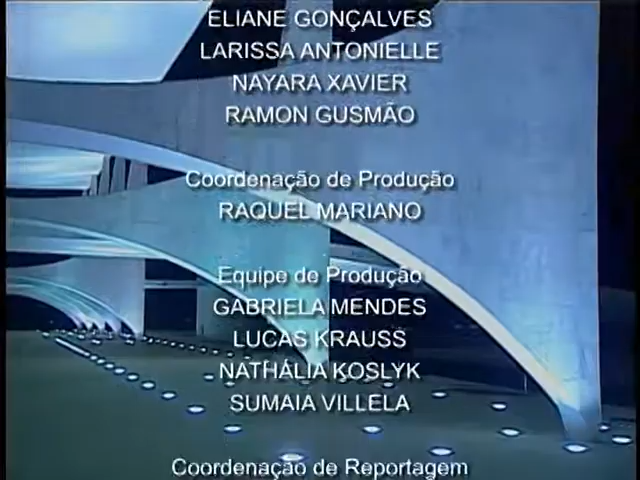 ELIANE GONÇALVES
LARISSA ANTONIELLE
NAYARA XAVIER
RAMON GUSMÃO
Coordenação de Produção
RAQUEL MARIANO
Equipe de Produção
GABRIELA MENDES
LUCAS KRAUSS
NATHÁLIA KOSLYK
SUMAIA VILLELA
Coordenação de Reportagem